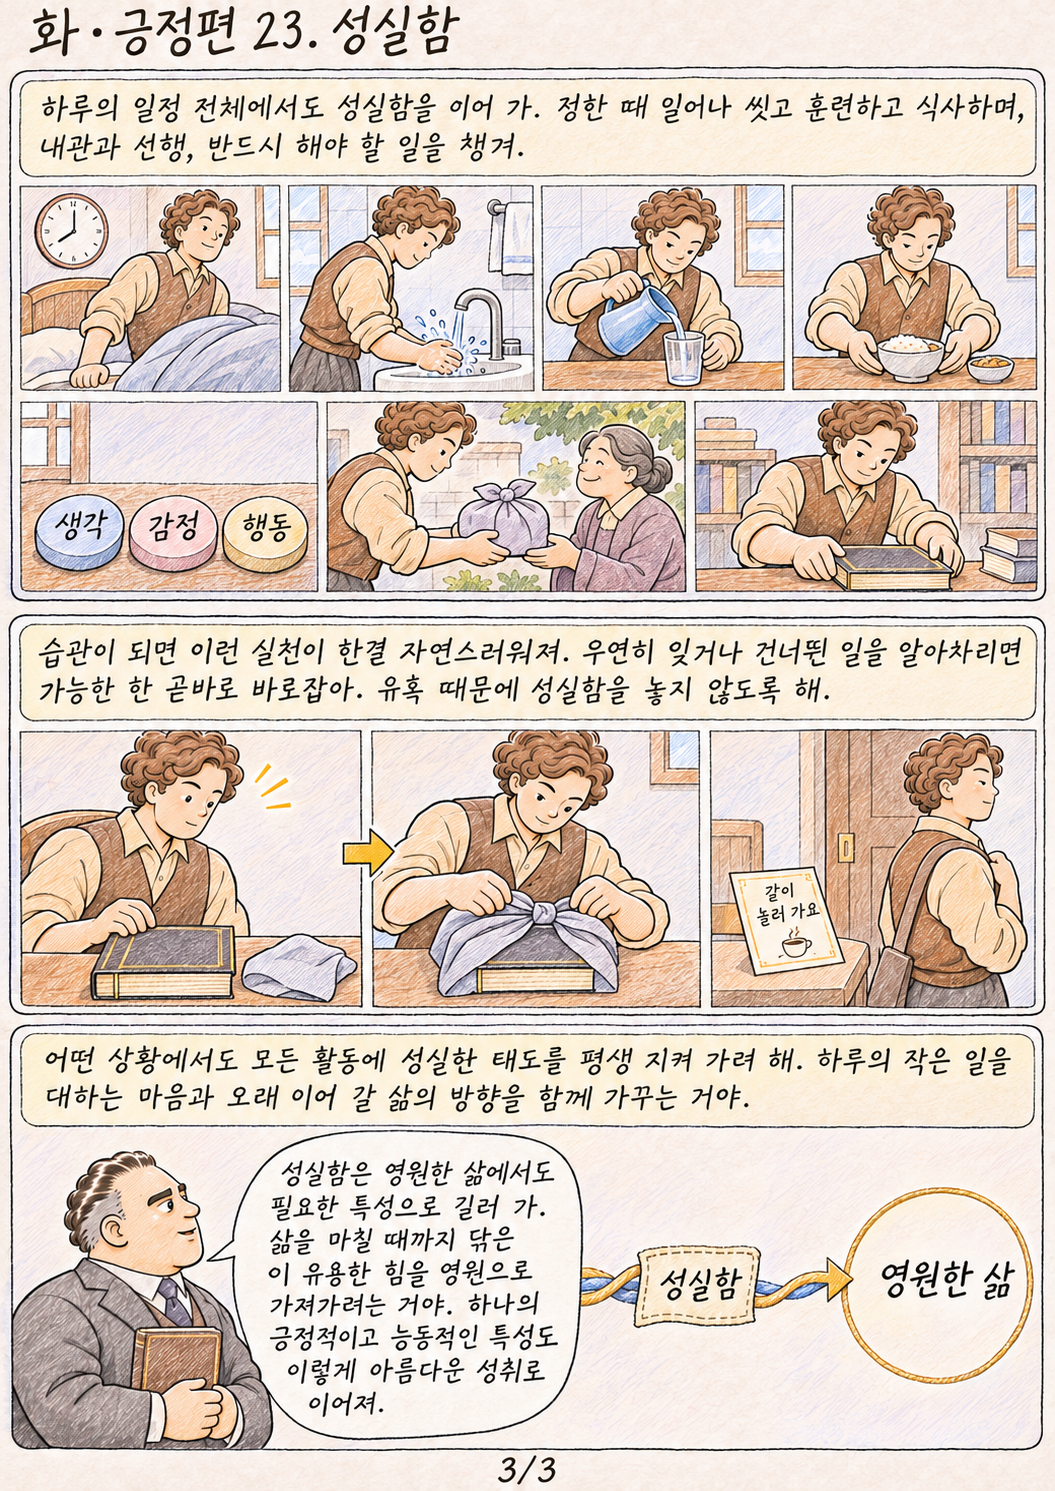 화·긍정편 23. 성실함
하루의 일정 전체에서도 성실함을 이어 가. 정한 때 일어나 씻고 훈련하고 식사하며,
내관과 선행, 반드시 해야 할 일을 챙겨.
생각
감정
행동
습관이 되면 이런 실천이 한결 자연스러워져. 우연히 잊거나 건너뛴 일을 알아차리면
가능한 한 곧바로 바로잡아. 유혹 때문에 성실함을 놓지 않도록 해.
같이
놀러 가요
어떤 상황에서도 모든 활동에 성실한 태도를 평생 지켜 가려 해. 하루의 작은 일을
대하는 마음과 오래 이어 갈 삶의 방향을 함께 가꾸는 거야.
성실함은 영원한 삶에서도
필요한 특성으로 길러 가.
삶을 마칠 때까지 닦은
이 유용한 힘을 영원으로
가져가려는 거야. 하나의
긍정적이고 능동적인 특성도
이렇게 아름다운 성취로
이어져.
성실함
영원한 삶
3/3